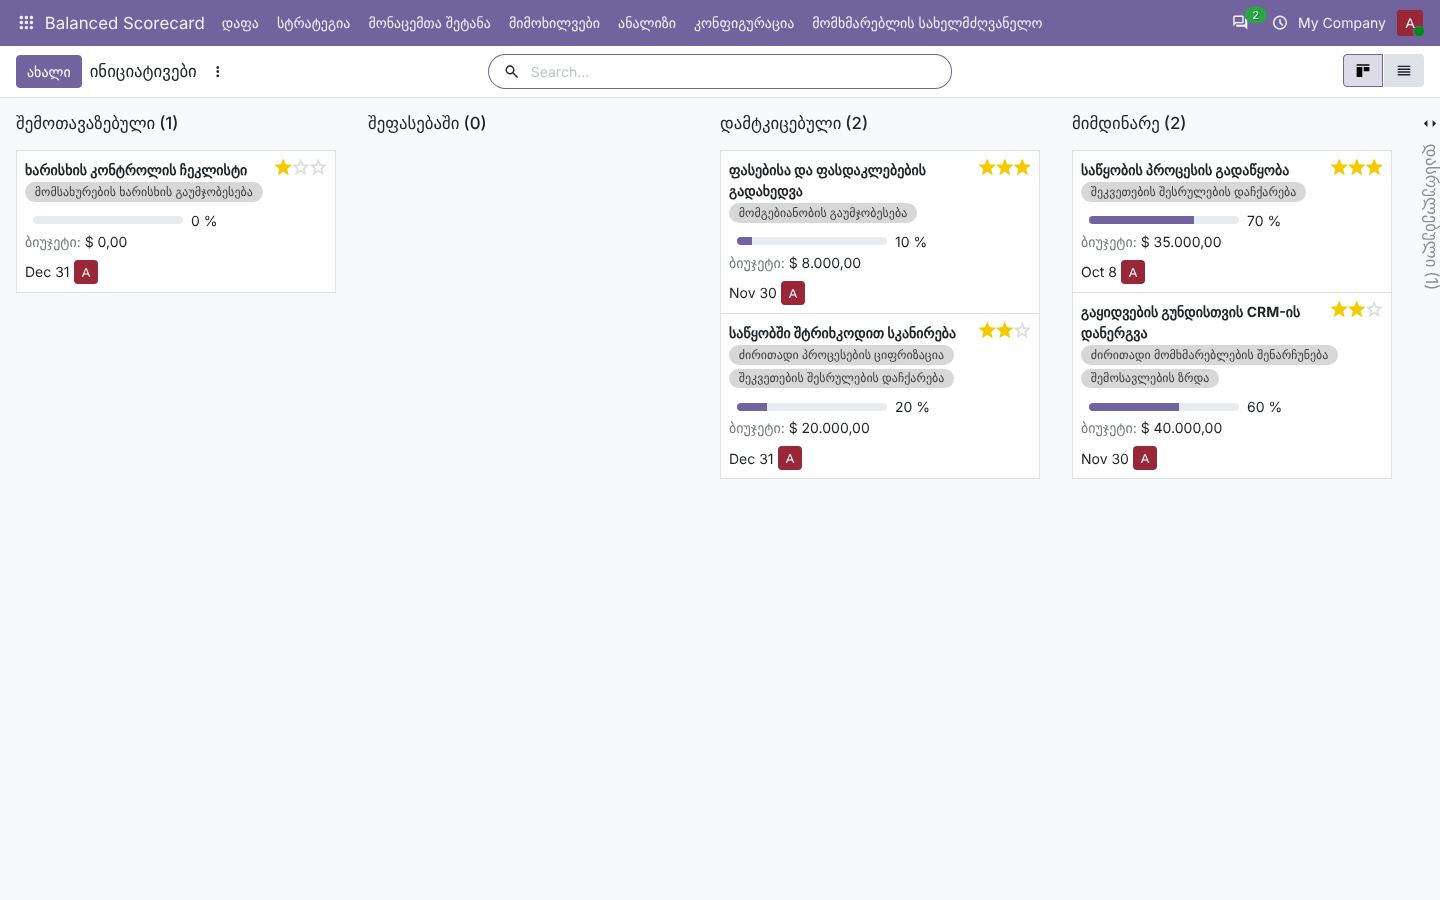 Balanced Scorecard დაფა სტრატეგია მონაცემთა შეტანა მიმოხილვები ანალიზი კონფიგურაცია მომხმარებლის სახელმძღვანელო 2 My Company A
ახალი ინიციატივები Search...
შემოთავაზებული (1)
ხარისხის კონტროლის ჩეკლისტი
მომსახურების ხარისხის გაუმჯობესება
0 %
ბიუჯეტი: $ 0,00
Dec 31 A
შეფასებაში (0)
დამტკიცებული (2)
ფასებისა და ფასდაკლებების
გადახედვა
მომგებიანობის გაუმჯობესება
10 %
ბიუჯეტი: $ 8.000,00
Nov 30 A
საწყობში შტრიხკოდით სკანირება
ძირითადი პროცესების ციფრიზაცია
შეკვეთების შესრულების დაჩქარება
20 %
ბიუჯეტი: $ 20.000,00
Dec 31 A
მიმდინარე (2)
საწყობის პროცესის გადაწყობა
შეკვეთების შესრულების დაჩქარება
70 %
ბიუჯეტი: $ 35.000,00
Oct 8 A
გაყიდვების გუნდისთვის CRM-ის
დანერგვა
ძირითადი მომხმარებლების შენარჩუნება
შემოსავლების ზრდა
60 %
ბიუჯეტი: $ 40.000,00
Nov 30 A
დასრულებული (1)